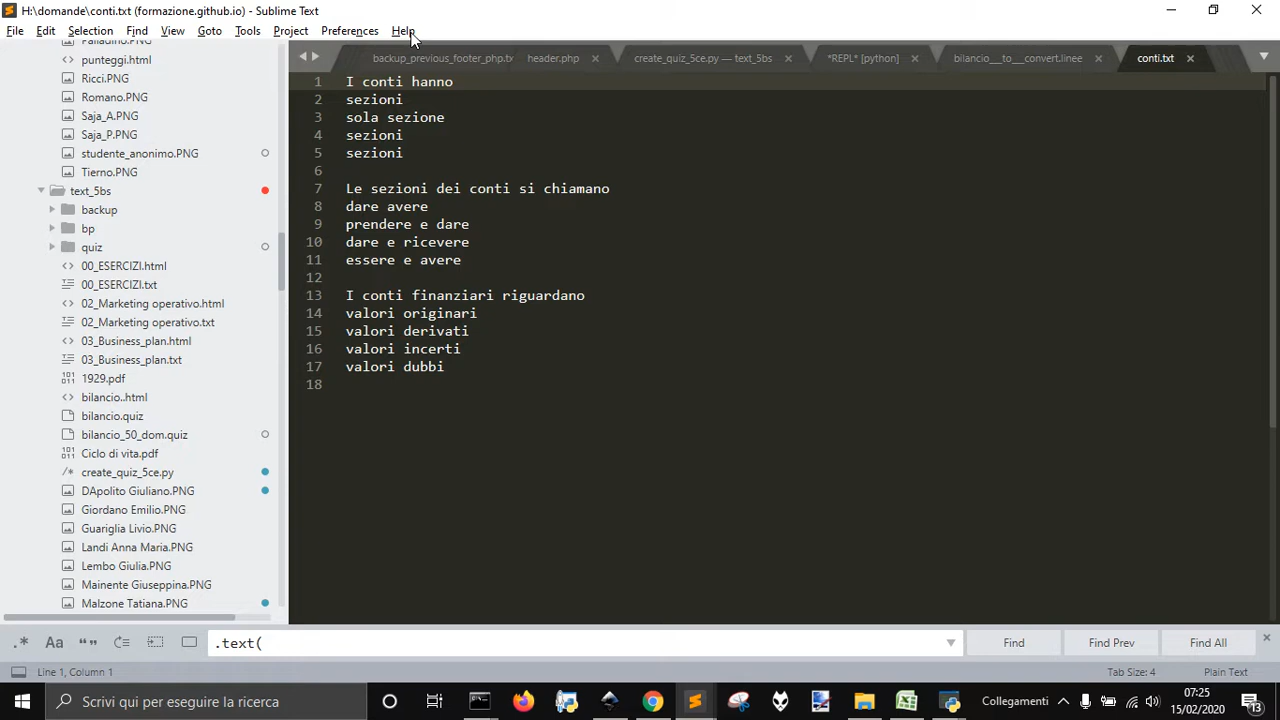 H:\domande\conti.txt (formazione.github.io) - Sublime Text
File Edit Selection Find View Goto Tools Project Preferences Help
Palladino.PNG
punteggi.html
Ricci.PNG
Romano.PNG
Saja_A.PNG
Saja_P.PNG
studente_anonimo.PNG
Tierno.PNG
text_5bs
backup
bp
quiz
00_ESERCIZI.html
00_ESERCIZI.txt
02_Marketing operativo.html
02_Marketing operativo.txt
03_Business_plan.html
03_Business_plan.txt
1929.pdf
bilancio..html
bilancio.quiz
bilancio_50_dom.quiz
Ciclo di vita.pdf
create_quiz_5ce.py
DApolito Giuliano.PNG
Giordano Emilio.PNG
Guariglia Livio.PNG
Landi Anna Maria.PNG
Lembo Giulia.PNG
Mainente Giuseppina.PNG
Malzone Tatiana.PNG
backup_previous_footer_php.tx header.php create_quiz_5ce.py — text_5bs *REPL* [python] bilancio__to__convert.linee conti.txt
1 I conti hanno
2 sezioni
3 sola sezione
4 sezioni
5 sezioni
6
7 Le sezioni dei conti si chiamano
8 dare avere
9 prendere e dare
10 dare e ricevere
11 essere e avere
12
13 I conti finanziari riguardano
14 valori originari
15 valori derivati
16 valori incerti
17 valori dubbi
18
.* Aa “” .text( Find Find Prev Find All
Line 1, Column 1 Tab Size: 4 Plain Text
Scrivi qui per eseguire la ricerca Collegamenti 07:25
15/02/2020 13